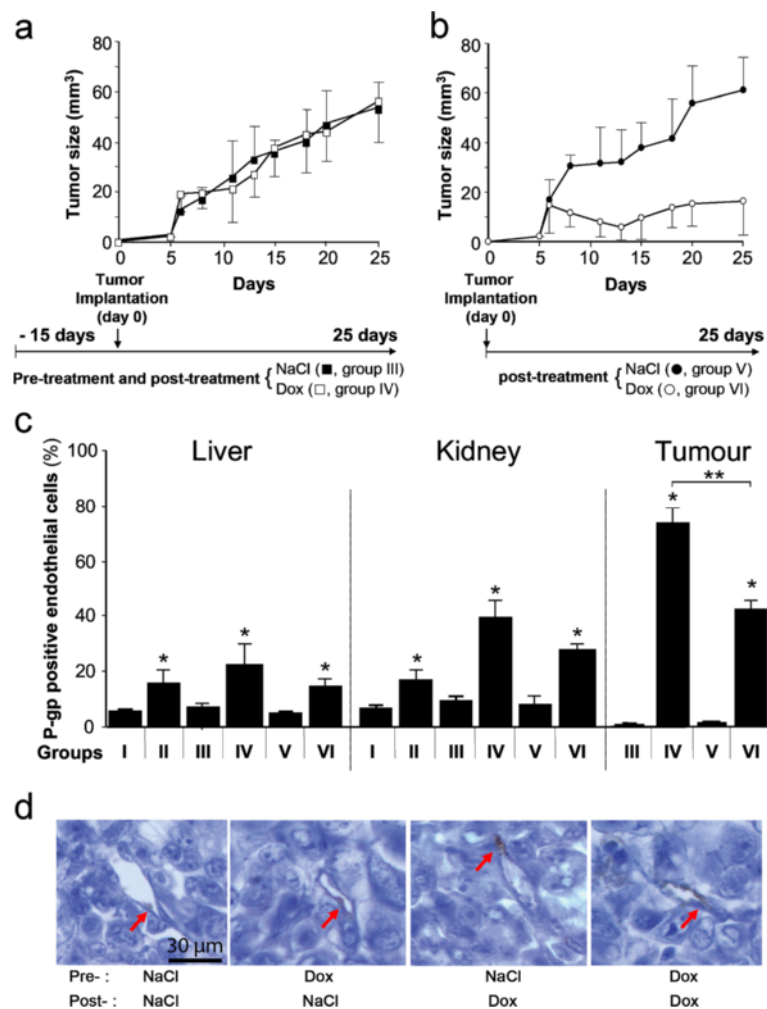 a
b
80
60
40
20
0
Tumor size (mm³)
0 5 10 15 20 25
Days
Tumor
Implantation
(day 0)
- 15 days
25 days
Pre-treatment and post-treatment { NaCl (■, group III)
Dox (□, group IV)
80
60
40
20
0
Tumor size (mm³)
0 5 10 15 20 25
Days
Tumor
Implantation
(day 0)
25 days
post-treatment { NaCl (●, group V)
Dox (○, group VI)
c
P-gp positive endothelial cells (%)
100
80
60
40
20
0
Liver Kidney Tumour
* * * * * * * ** *
Groups I II III IV V VI I II III IV V VI III IV V VI
d
30 µm
Pre- : NaCl Dox NaCl Dox
Post- : NaCl NaCl Dox Dox